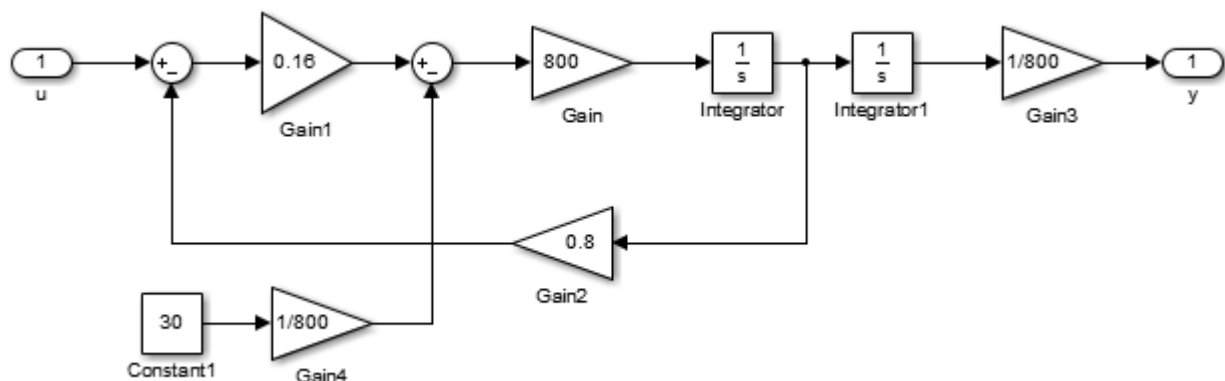 1
u
+
−
0.16
Gain1
+
−
800
Gain
1
s
Integrator
1
s
Integrator1
1/800
Gain3
1
y
0.8
Gain2
30
Constant1
1/800
Gain4